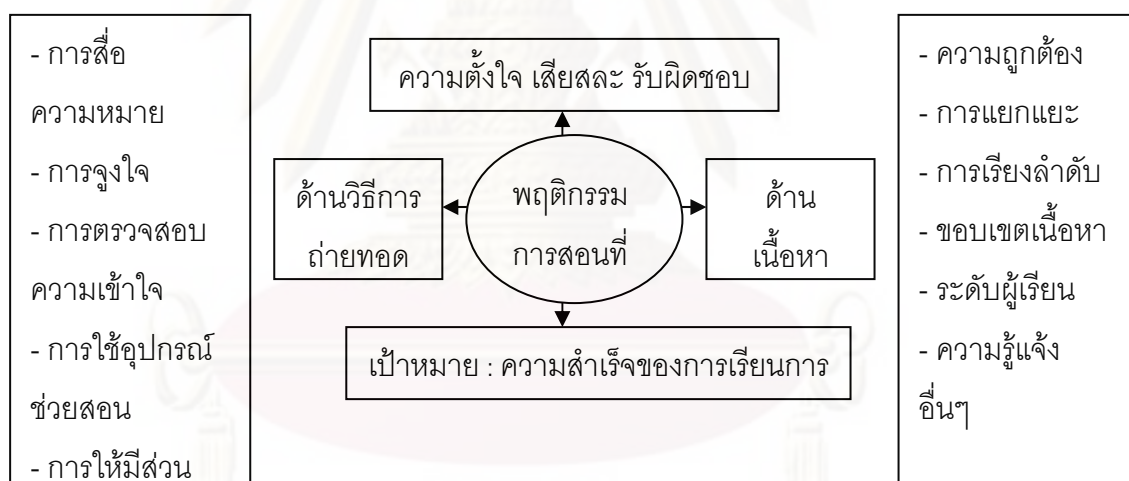 - การสื่อ
ความหมาย
- การจูงใจ
- การตรวจสอบ
ความเข้าใจ
- การใช้อุปกรณ์
ช่วยสอน
- การให้มีส่วน
ความตั้งใจ เสียสละ รับผิดชอบ
ด้านวิธีการ
ถ่ายทอด
พฤติกรรม
การสอนที่
ด้าน
เนื้อหา
เป้าหมาย : ความสำเร็จของการเรียนการ
- ความถูกต้อง
- การแยกแยะ
- การเรียงลำดับ
- ขอบเขตเนื้อหา
- ระดับผู้เรียน
- ความรู้แจ้ง
อื่นๆ